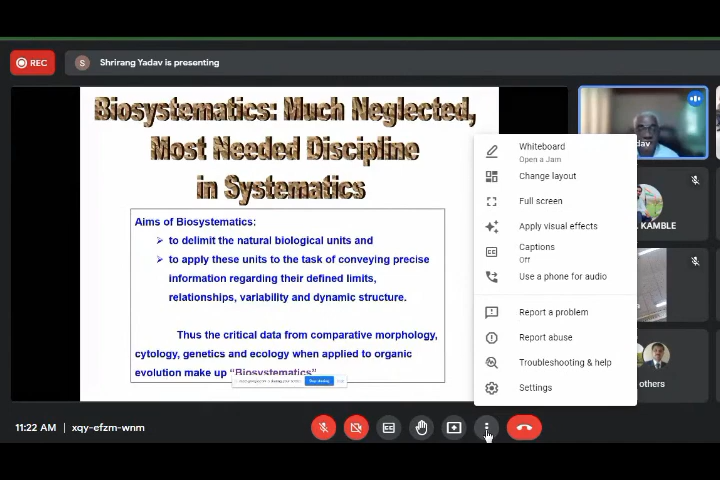 REC
S
Shrirang Yadav is presenting
Biosystematics: Much Neglected,
Most Needed Discipline
in Systematics
Aims of Biosystematics:
➢ to delimit the natural biological units and
➢ to apply these units to the task of conveying precise
information regarding their defined limits,
relationships, variability and dynamic structure.
Thus the critical data from comparative morphology,
cytology, genetics and ecology when applied to organic
evolution make up “Biosystematics”
Stop sharing
Whiteboard
Open a Jam
Change layout
Full screen
Apply visual effects
Captions
Off
Use a phone for audio
Report a problem
Report abuse
Troubleshooting & help
Settings
KAMBLE
others
11:22 AM | xqy-efzm-wnm